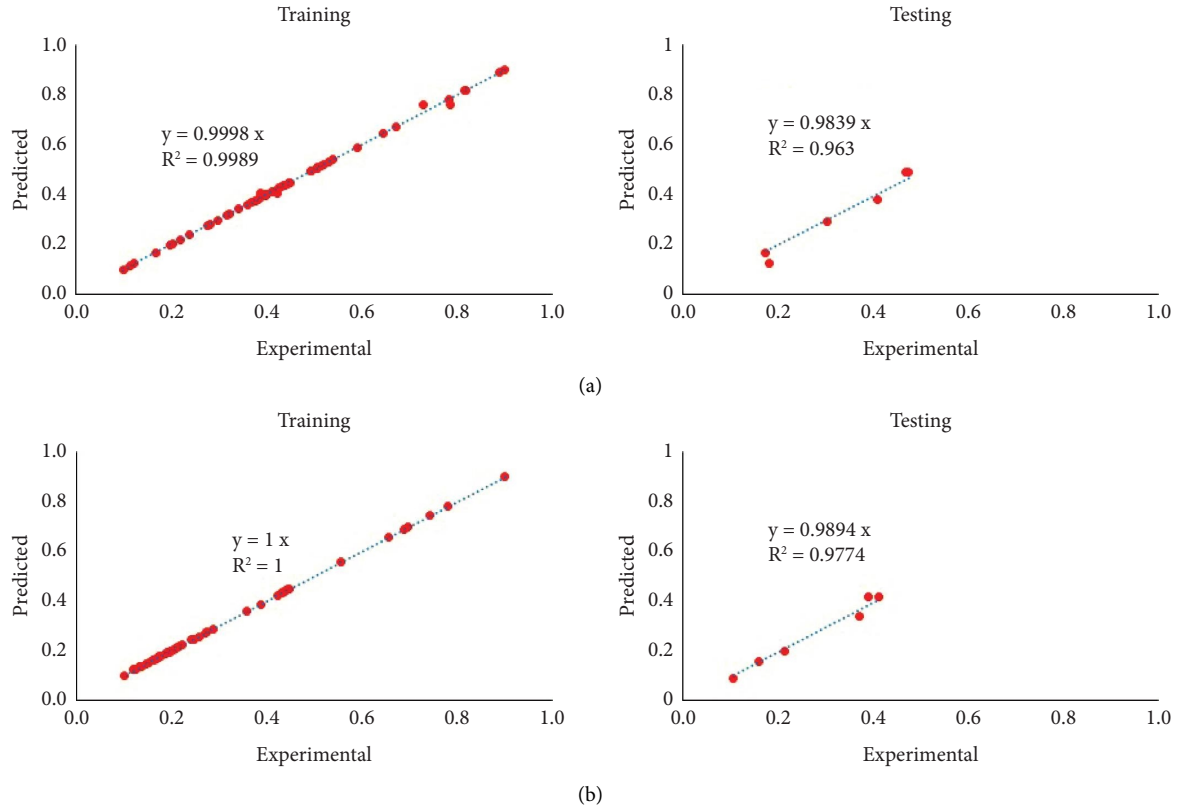 Training
Testing
1.0
0.8
0.6
0.4
0.2
0.0
Predicted
y = 0.9998 x
R² = 0.9989
0.0 0.2 0.4 0.6 0.8 1.0
Experimental
1
0.8
0.6
0.4
0.2
0
Predicted
y = 0.9839 x
R² = 0.963
0.0 0.2 0.4 0.6 0.8 1.0
Experimental
(a)
Training
Testing
1.0
0.8
0.6
0.4
0.2
0.0
Predicted
y = 1 x
R² = 1
0.0 0.2 0.4 0.6 0.8 1.0
Experimental
1
0.8
0.6
0.4
0.2
0
Predicted
y = 0.9894 x
R² = 0.9774
0.0 0.2 0.4 0.6 0.8 1.0
Experimental
(b)